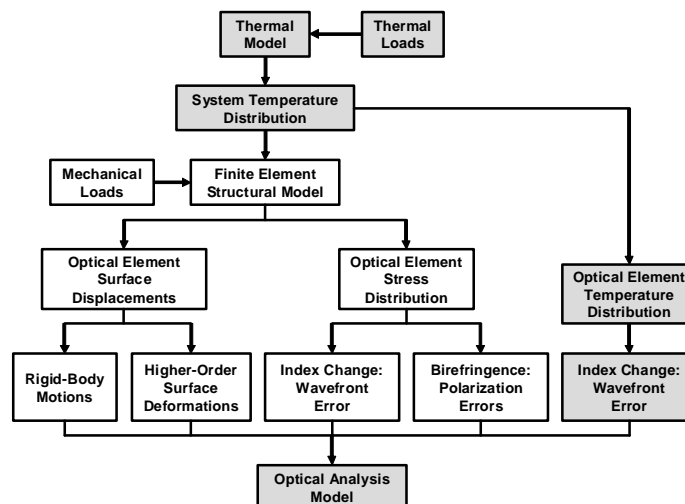 Thermal
Model
Thermal
Loads
System Temperature
Distribution
Mechanical
Loads
Finite Element
Structural Model
Optical Element
Surface
Displacements
Optical Element
Stress
Distribution
Optical Element
Temperature
Distribution
Rigid-Body
Motions
Higher-Order
Surface
Deformations
Index Change:
Wavefront
Error
Birefringence:
Polarization
Errors
Index Change:
Wavefront
Error
Optical Analysis
Model